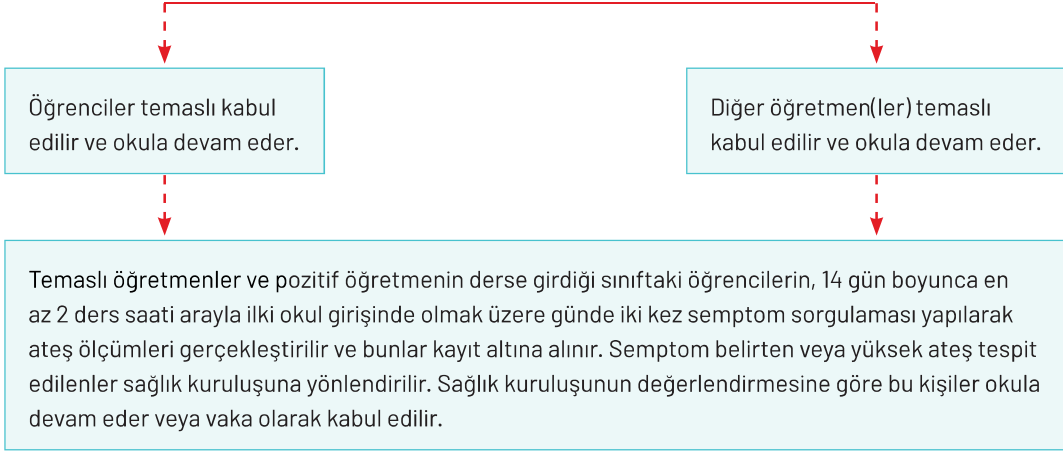 Öğrenciler temaslı kabul
edilir ve okula devam eder.
Diğer öğretmen(ler) temaslı
kabul edilir ve okula devam eder.
Temaslı öğretmenler ve pozitif öğretmenin derse girdiği sınıftaki öğrencilerin, 14 gün boyunca en
az 2 ders saati arayla ilki okul girişinde olmak üzere günde iki kez semptom sorgulaması yapılarak
ateş ölçümleri gerçekleştirilir ve bunlar kayıt altına alınır. Semptom belirten veya yüksek ateş tespit
edilenler sağlık kuruluşuna yönlendirilir. Sağlık kuruluşunun değerlendirmesine göre bu kişiler okula
devam eder veya vaka olarak kabul edilir.